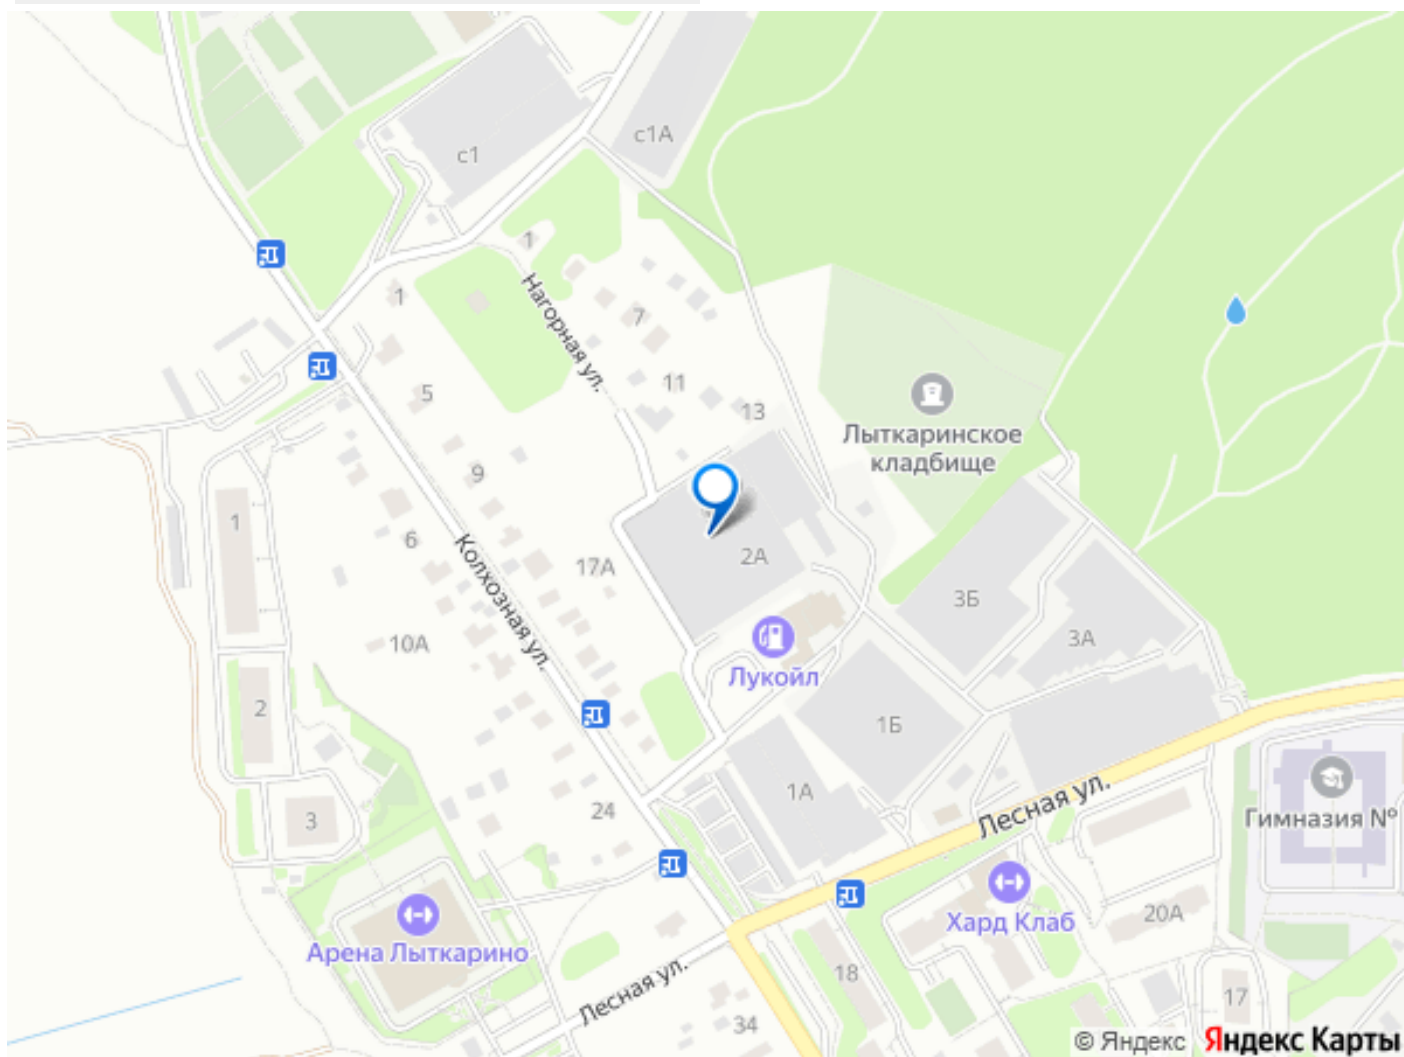 с1А
с1
1
Нагорная ул.
1
7
11
5
13
Лыткаринское
кладбище
9
1
6
Колхозная ул.
17А
2А
3Б
10А
3А
Лукойл
2
1Б
1А
Лесная ул.
24
3
Гимназия №
Хард Клаб
20А
Арена Лыткарино
18
Лесная ул.
17
34
© Яндекс Яндекс Карты